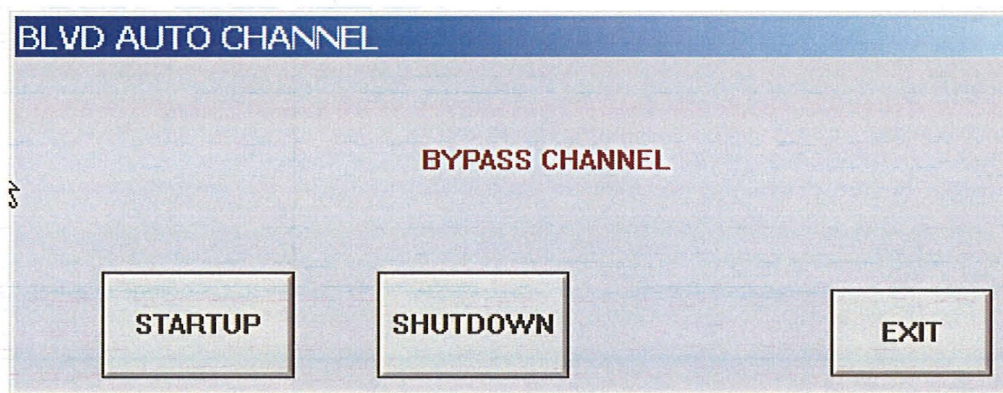 BLVD AUTO CHANNEL
BYPASS CHANNEL
STARTUP
SHUTDOWN
EXIT